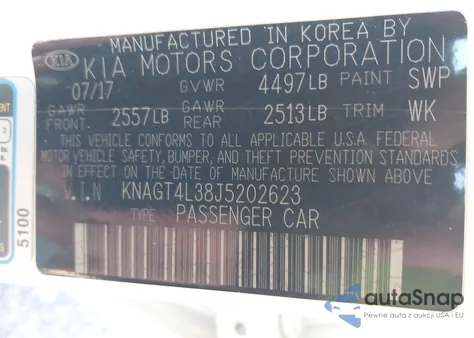 MANUFACTURED IN KOREA BY
KIA KIA MOTORS CORPORATION
07/17 GVWR 4497LB PAINT SWP
GAWR FRONT 2557LB GAWR REAR 2513LB TRIM WK
THIS VEHICLE CONFORMS TO ALL APPLICABLE U.S.A. FEDERAL
MOTOR VEHICLE SAFETY, BUMPER, AND THEFT PREVENTION STANDARDS
IN EFFECT ON THE DATE OF MANUFACTURE SHOWN ABOVE
V.I.N KNAGT4L38J5202623
TYPE PASSENGER CAR
5100
autoSnap
Pewne auta z aukcji USA i EU